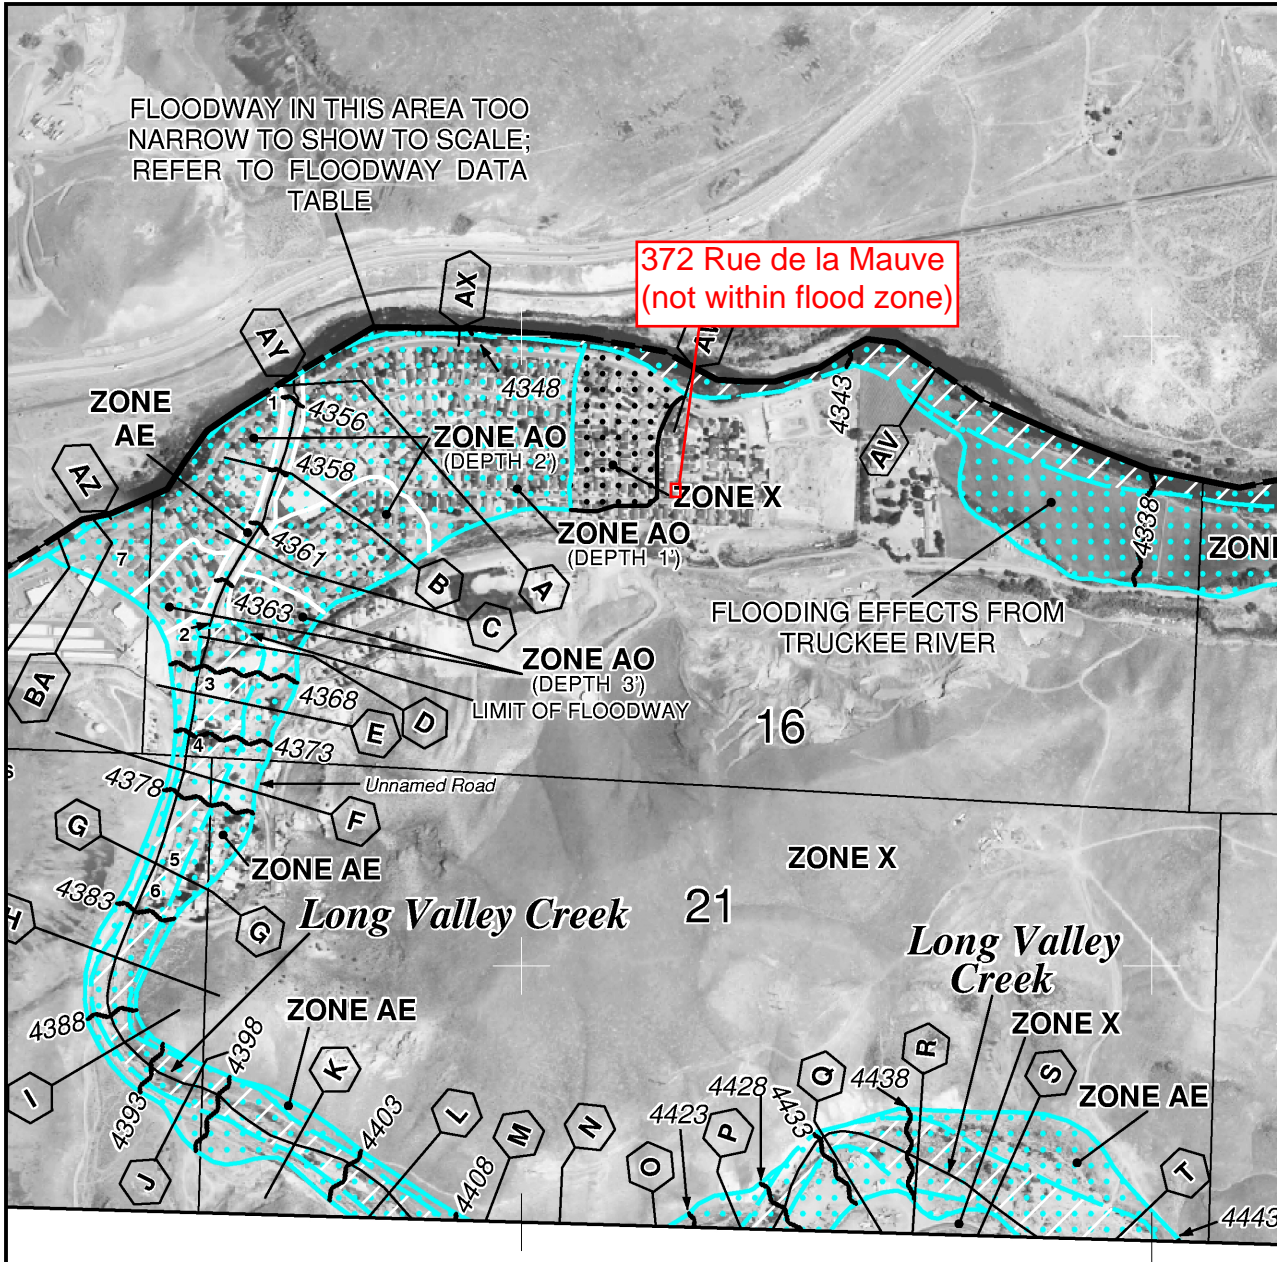 FLOODWAY IN THIS AREA TOO
NARROW TO SHOW TO SCALE;
REFER TO FLOODWAY DATA
TABLE
372 Rue de la Mauve
(not within flood zone)
AX
AY
4348
4343
AV
1
4356
ZONE
AE
ZONE AO
(DEPTH 2')
4358
AZ
ZONE X
4338
ZONE AO
(DEPTH 1')
4361
7
B
A
C
4363
FLOODING EFFECTS FROM
TRUCKEE RIVER
2
ZONE AO
(DEPTH 3')
LIMIT OF FLOODWAY
BA
3
4368
D
E
16
4
4373
4378
Unnamed Road
F
G
5
ZONE AE
ZONE X
6
4383
H
G
Long Valley Creek
21
Long Valley
Creek
ZONE AE
4388
4398
ZONE X
I
4393
K
4403
L
J
4408
M
N
O
4423
P
4428
4433
Q
4438
R
S
ZONE AE
T
4443